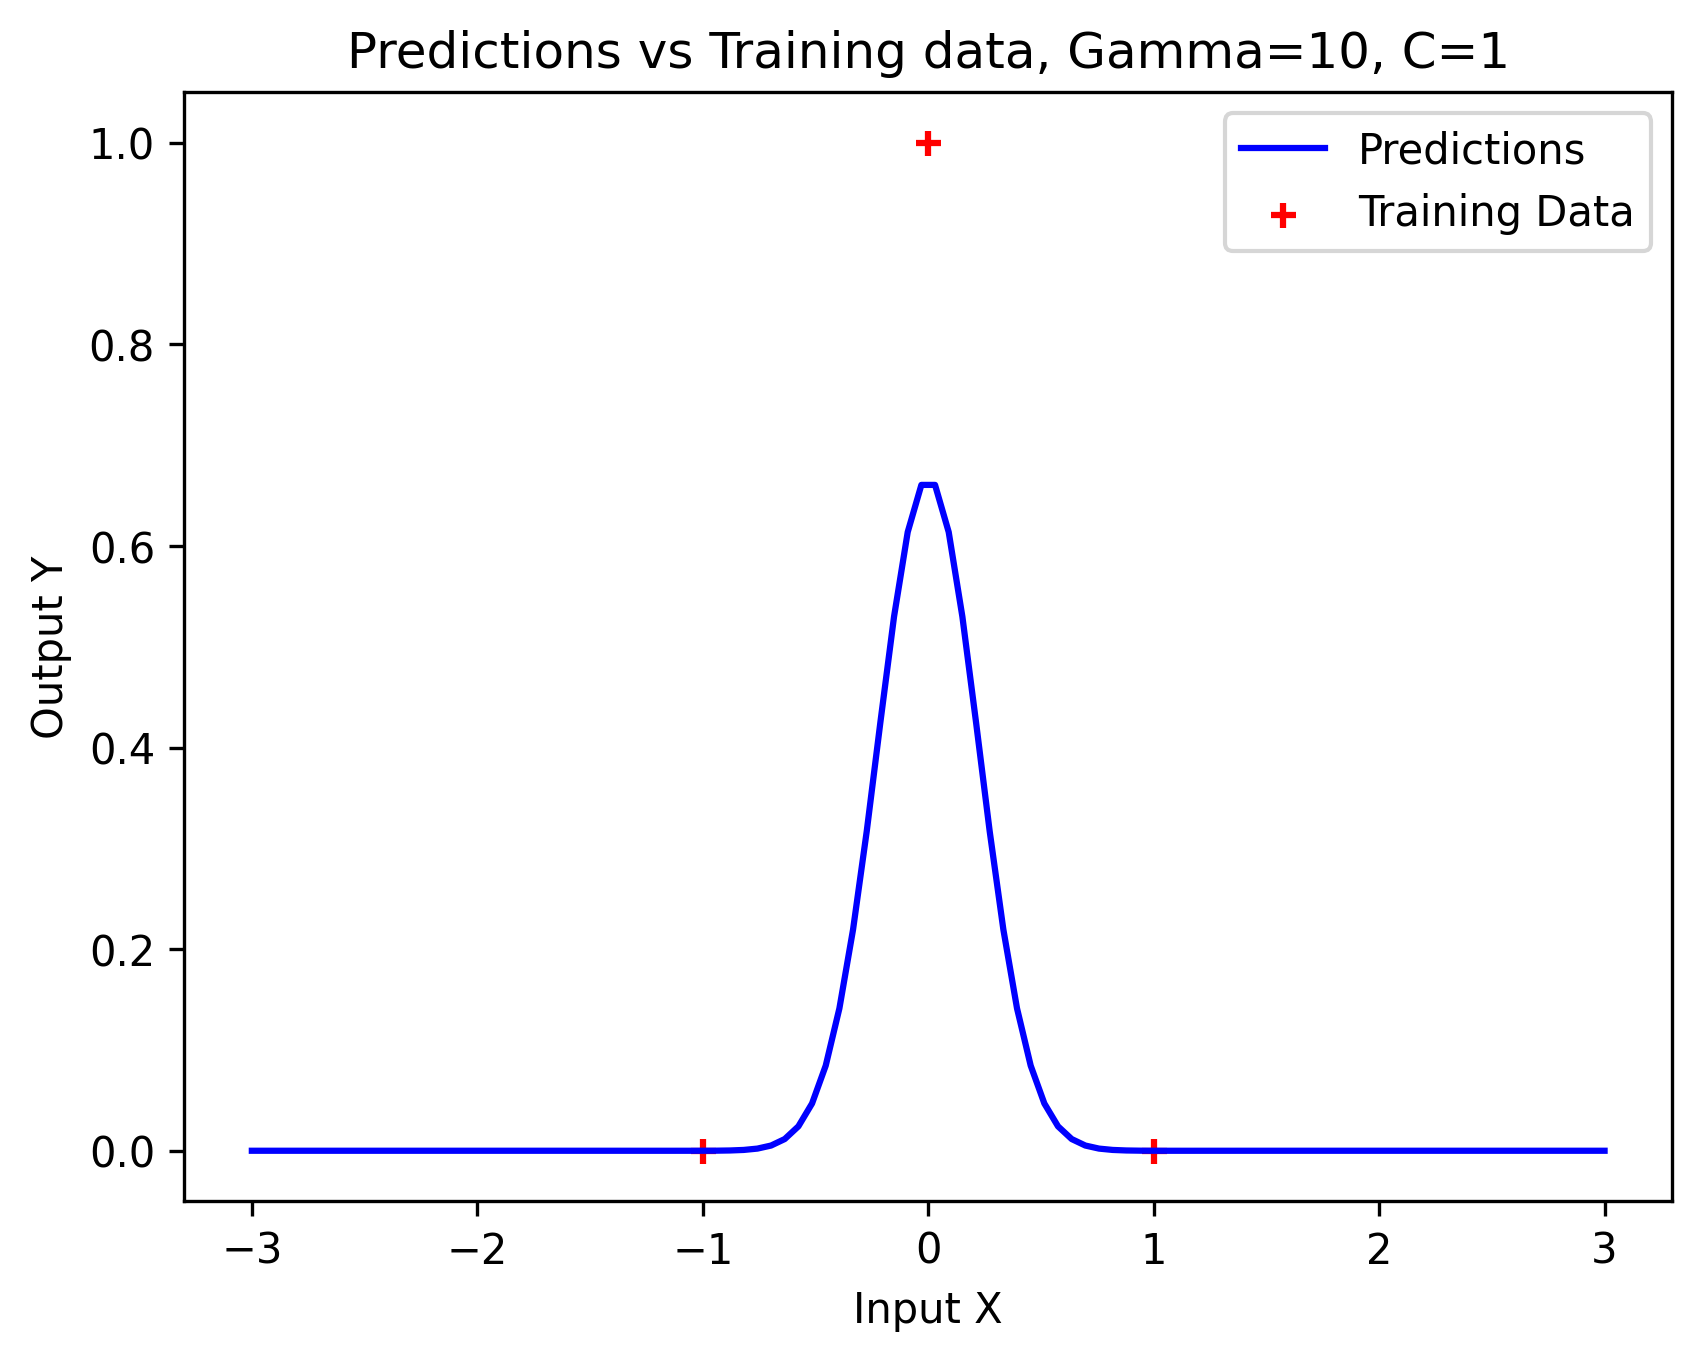 Predictions vs Training data, Gamma=10, C=1
Predictions
Training Data
Output Y
1.0
0.8
0.6
0.4
0.2
0.0
−3 −2 −1 0 1 2 3
Input X